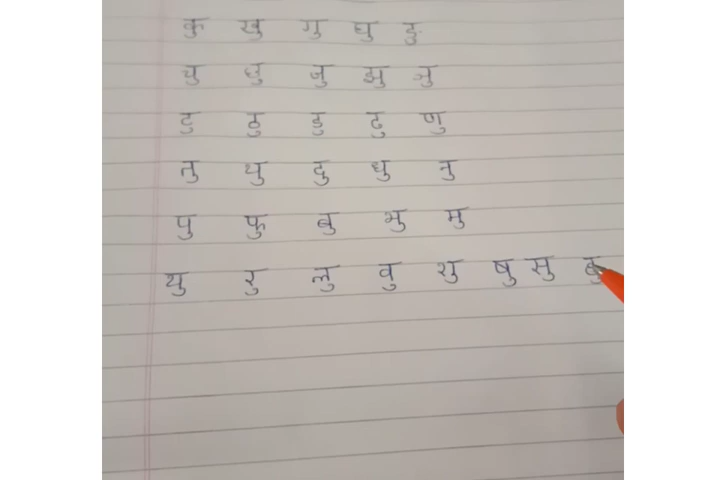 कु खु गु घु ङु
चु छु जु झु ञु
टु ठु डु ढु णु
तु थु दु धु नु
पु फु बु भु मु
यु रु लु वु शु षु सु हु